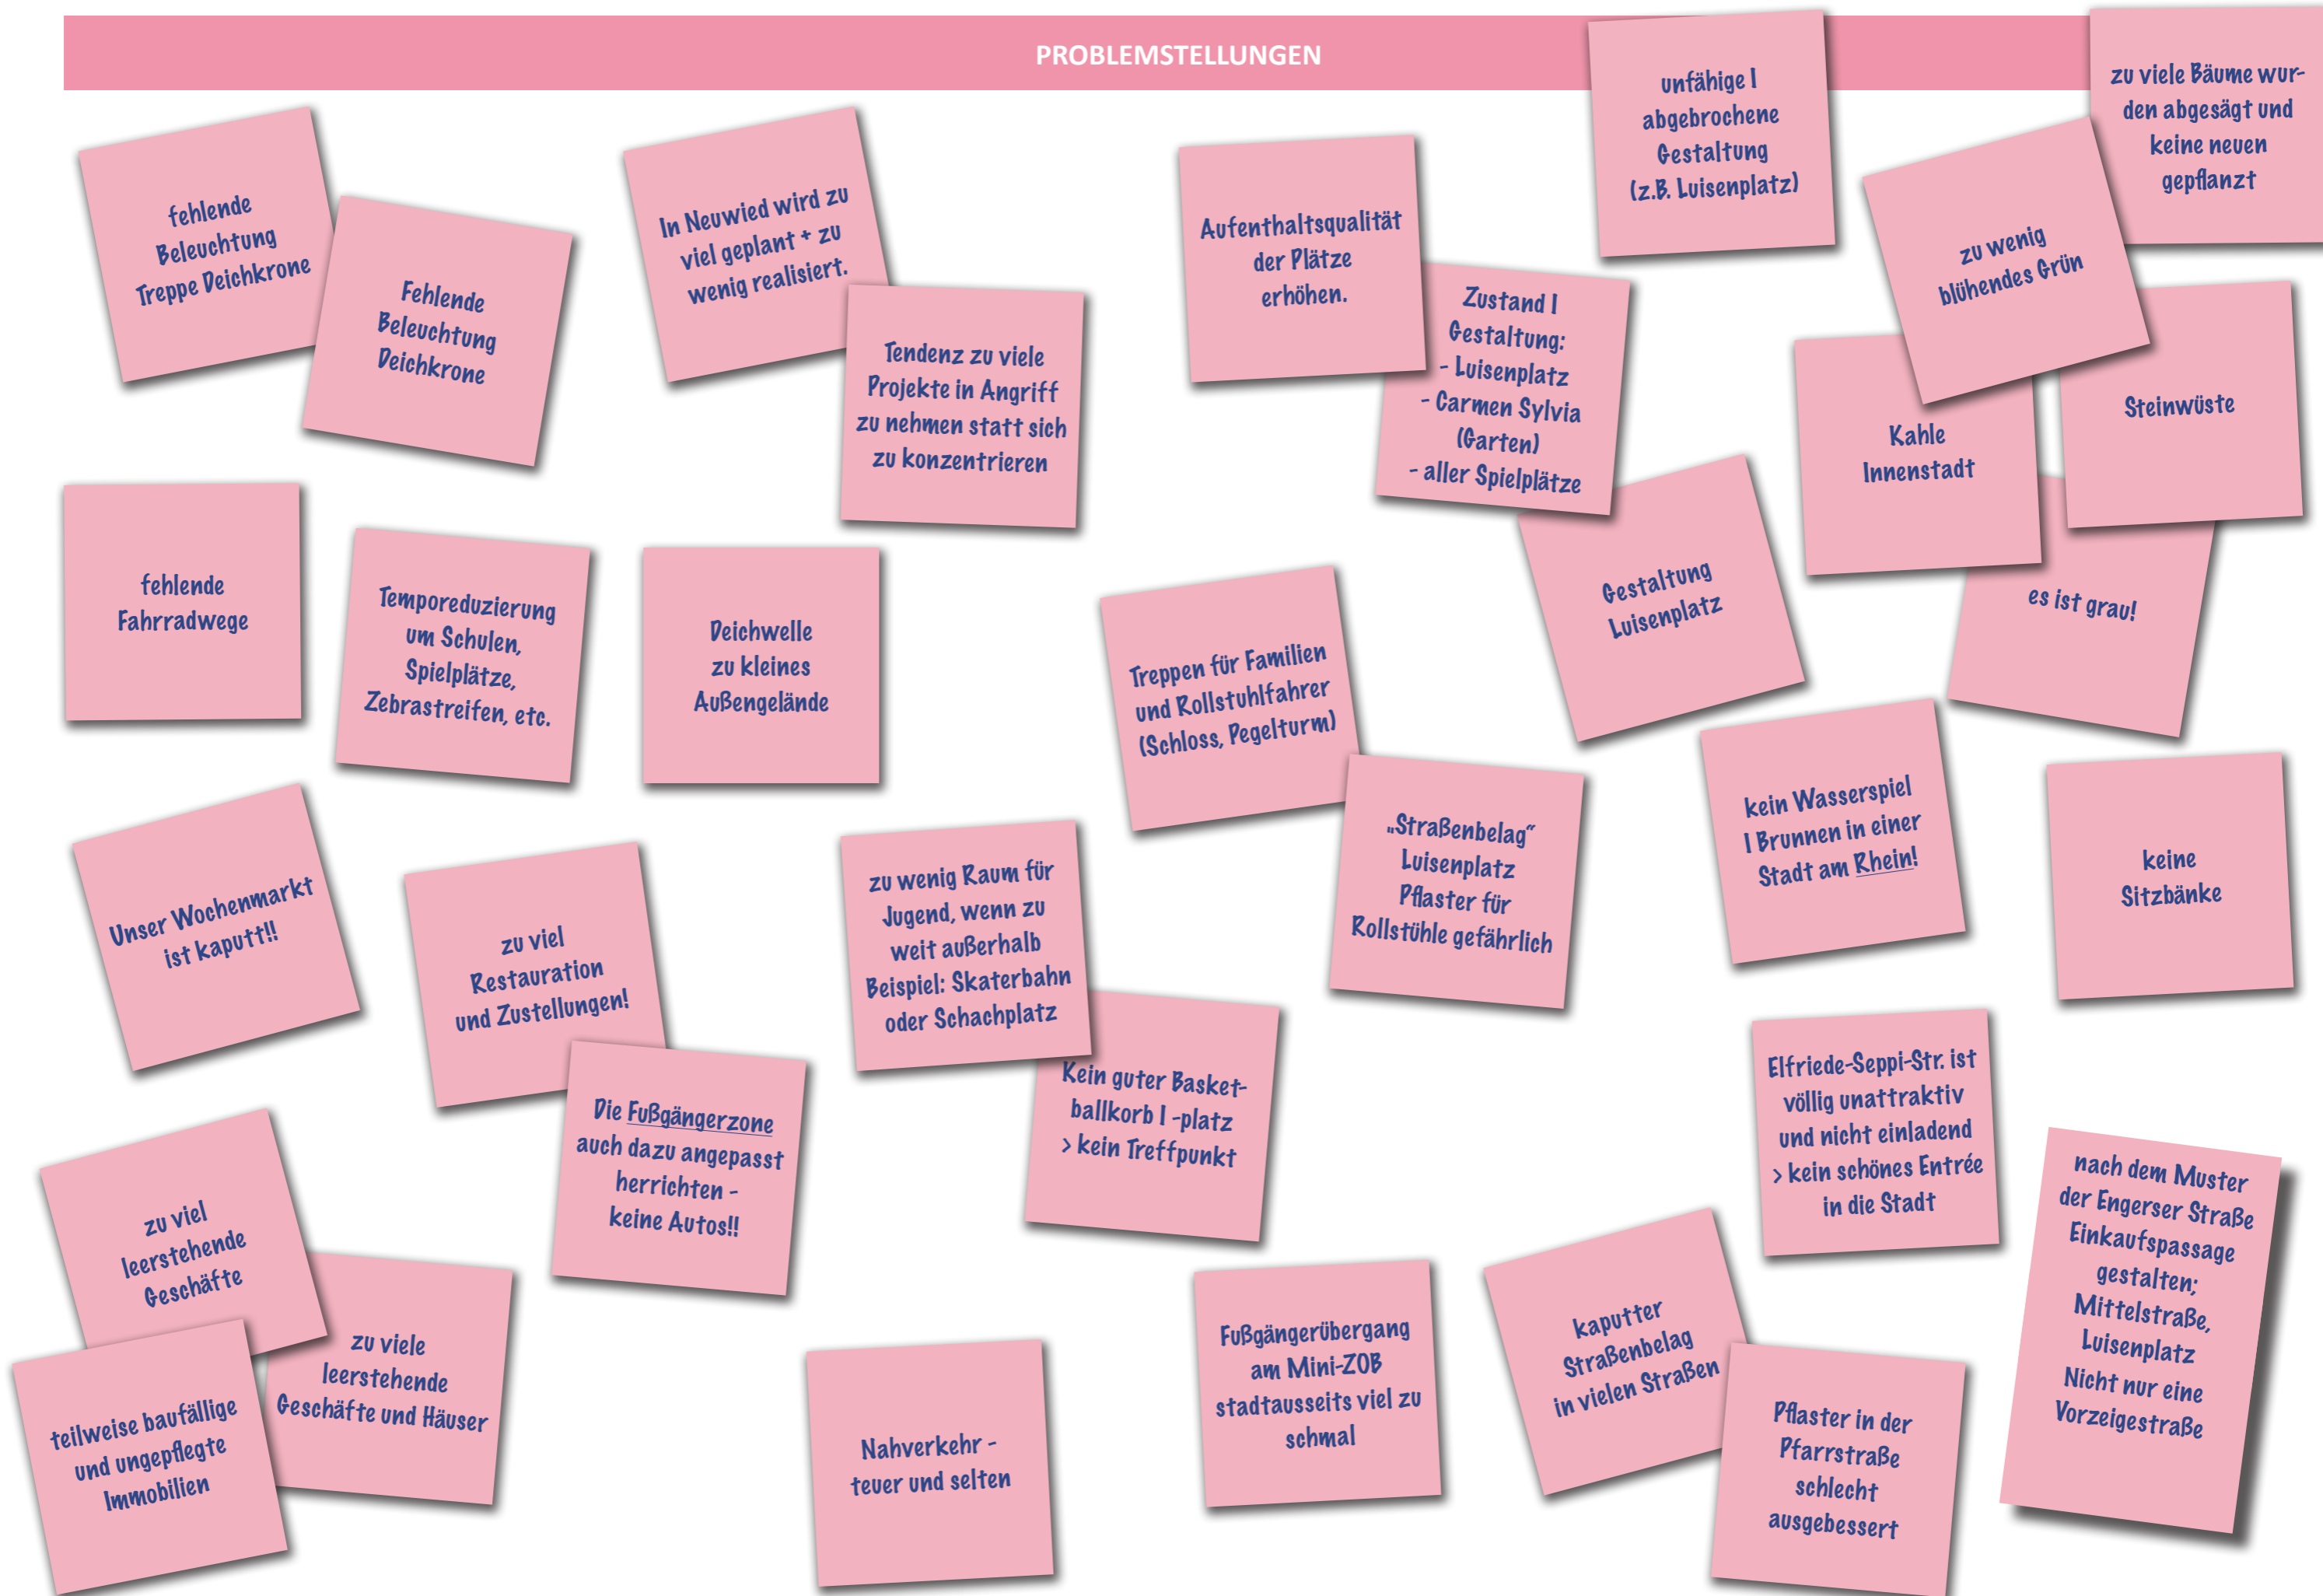 PROBLEMSTELLUNGEN
fehlende
Beleuchtung
Treppe Deichkrone
Fehlende
Beleuchtung
Deichkrone
In Neuwied wird zu
viel geplant + zu
wenig realisiert.
Tendenz zu viele
Projekte in Angriff
zu nehmen statt sich
zu konzentrieren
Aufenthaltsqualität
der Plätze
erhöhen.
Zustand I
Gestaltung:
- Luisenplatz
- Carmen Sylvia
(Garten)
- aller Spielplätze
Gestaltung
Luisenplatz
unfähige I
abgebrochene
Gestaltung
(z.B. Luisenplatz)
zu viele Bäume wur-
den abgesägt und
keine neuen
gepflanzt
zu wenig
blühendes Grün
Steinwüste
Kahle
Innenstadt
es ist grau!
fehlende
Fahrradwege
Temporeduzierung
um Schulen,
Spielplätze,
Zebrastreifen, etc.
Deichwelle
zu kleines
Außengelände
Treppen für Familien
und Rollstuhlfahrer
(Schloss, Pegelturm)
„Straßenbelag“
Luisenplatz
Pflaster für
Rollstühle gefährlich
kein Wasserspiel
I Brunnen in einer
Stadt am Rhein!
keine
Sitzbänke
Unser Wochenmarkt
ist kaputt!!
zu viel
Restauration
und Zustellungen!
Die Fußgängerzone
auch dazu angepasst
herrichten -
keine Autos!!
zu wenig Raum für
Jugend, wenn zu
weit außerhalb
Beispiel: Skaterbahn
oder Schachplatz
Kein guter Basket-
ballkorb I -platz
> kein Treffpunkt
Elfriede-Seppi-Str. ist
völlig unattraktiv
und nicht einladend
> kein schönes Entrée
in die Stadt
nach dem Muster
der Engerser Straße
Einkaufspassage
gestalten;
Mittelstraße,
Luisenplatz
Nicht nur eine
Vorzeigestraße
zu viel
leerstehende
Geschäfte
zu viele
leerstehende
Geschäfte und Häuser
teilweise baufällige
und ungepflegte
Immobilien
Nahverkehr -
teuer und selten
Fußgängerübergang
am Mini-ZOB
stadtausseits viel zu
schmal
kaputter
Straßenbelag
in vielen Straßen
Pflaster in der
Pfarrstraße
schlecht
ausgebessert